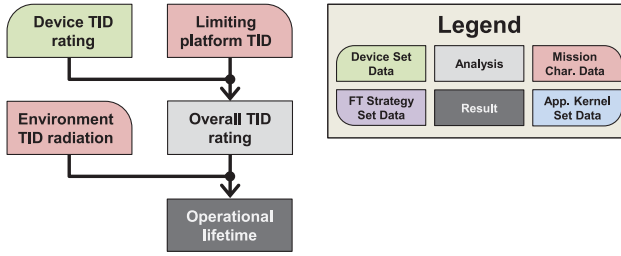 Device TID
rating
Limiting
platform TID
Environment
TID radiation
Overall TID
rating
Operational
lifetime
Legend
Device Set
Data
Analysis
Mission
Char. Data
FT Strategy
Set Data
Result
App. Kernel
Set Data